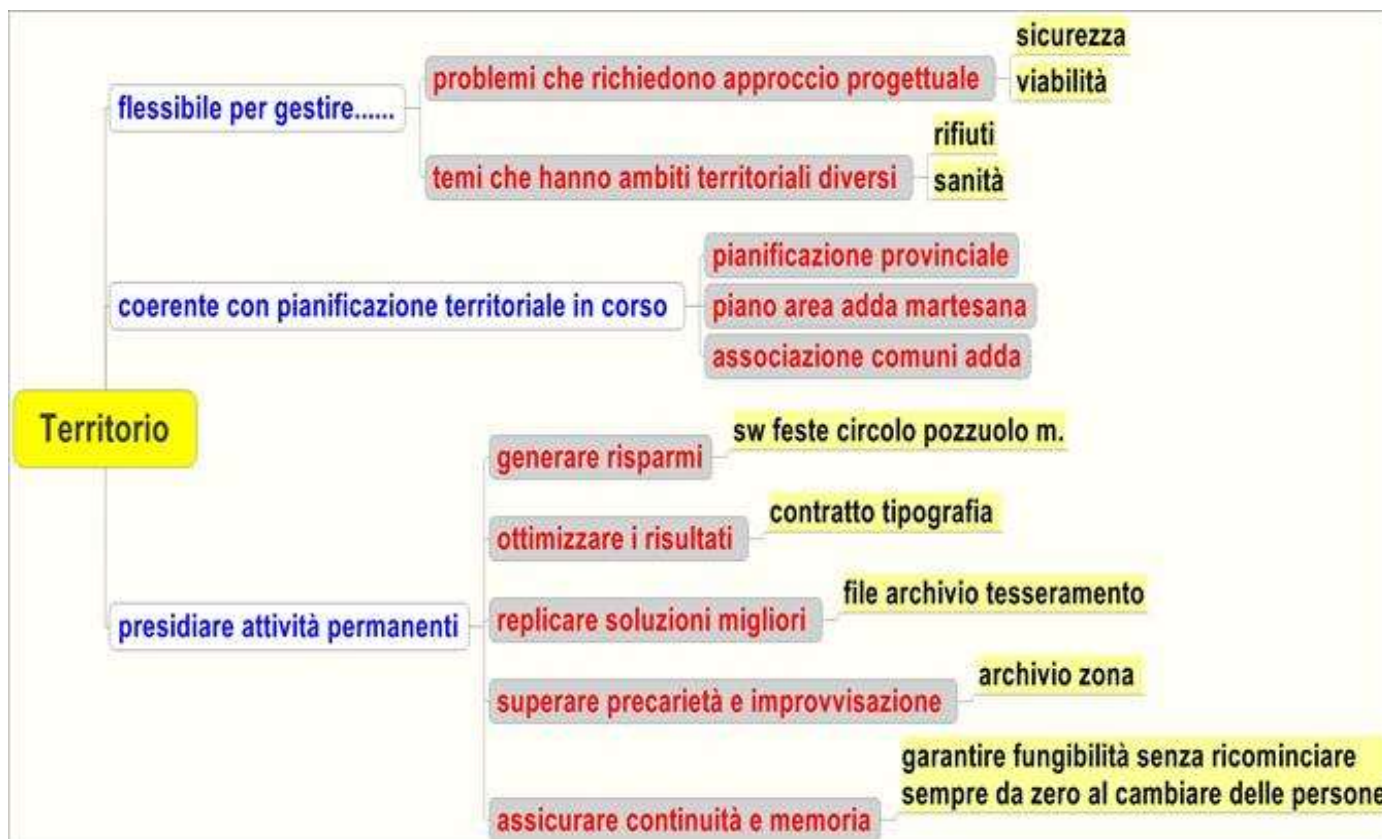 sicurezza
problemi che richiedono approccio progettuale
viabilità
flessibile per gestire......
rifiuti
temi che hanno ambiti territoriali diversi
sanità
pianificazione provinciale
coerente con pianificazione territoriale in corso
piano area adda martesana
associazione comuni adda
Territorio
sw feste circolo pozzuolo m.
generare risparmi
contratto tipografia
ottimizzare i risultati
file archivio tesseramento
presidiare attività permanenti
replicare soluzioni migliori
archivio zona
superare precarietà e improvvisazione
garantire fungibilità senza ricominciare
sempre da zero al cambiare delle persone
assicurare continuità e memoria